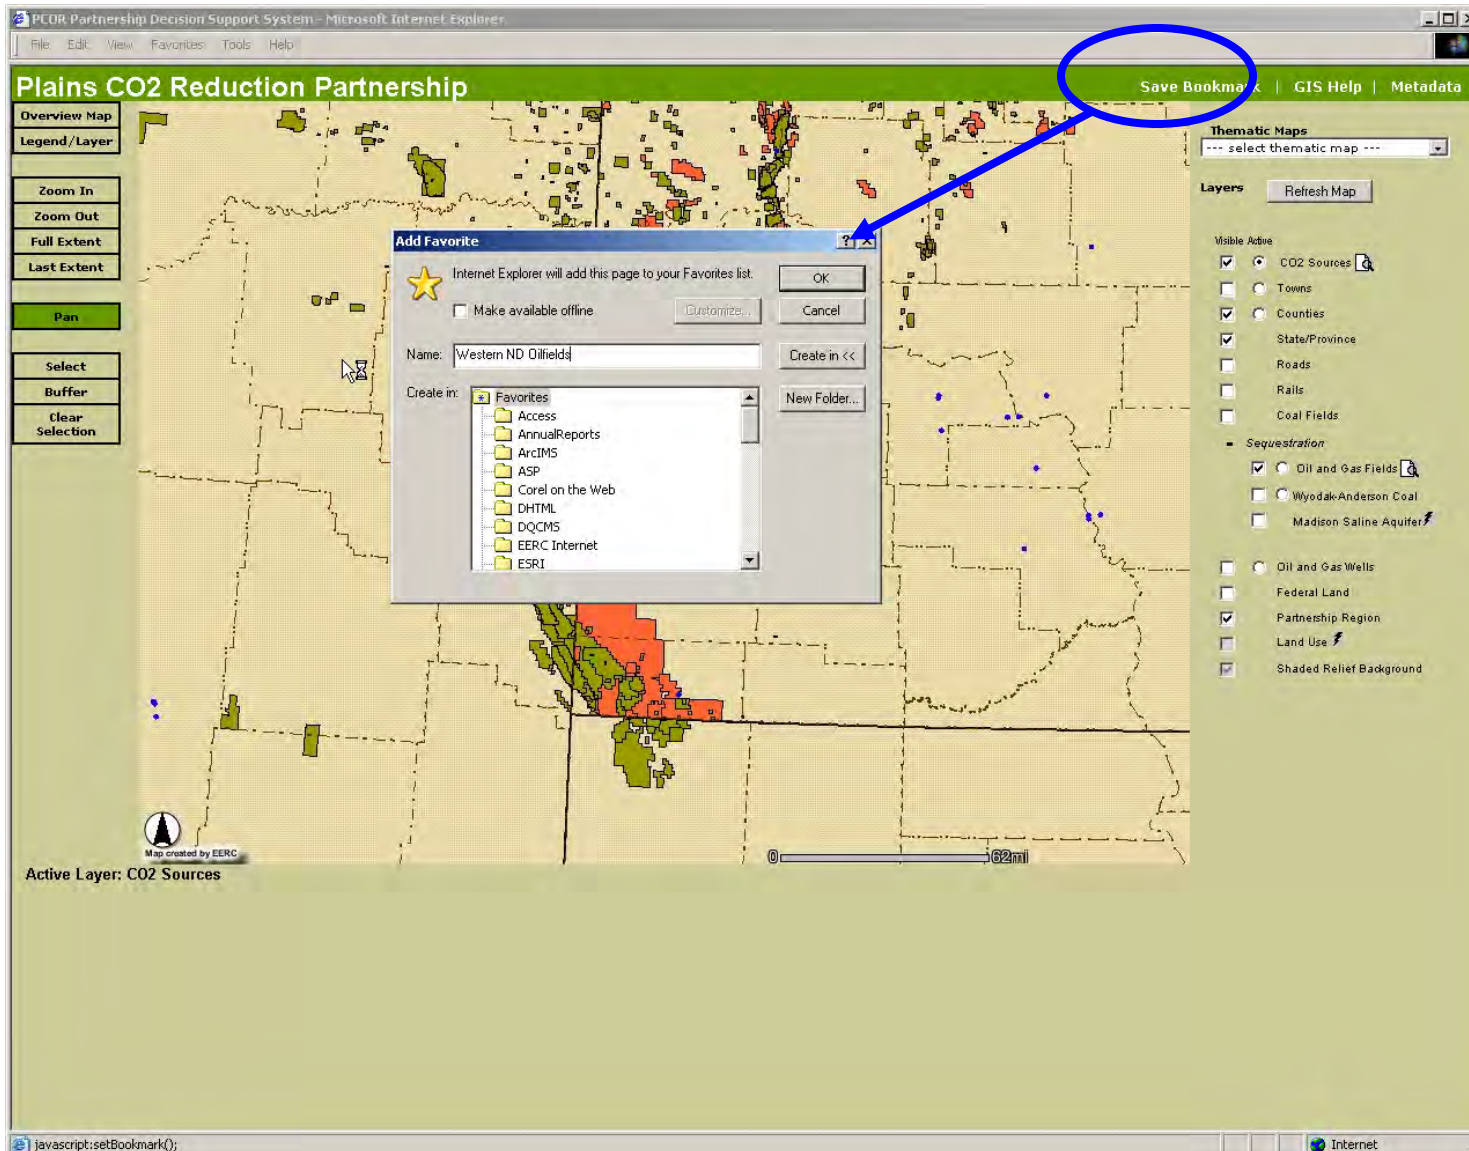 PCOR Partnership Decision Support System - Microsoft Internet Explorer
File Edit View Favorites Tools Help
Plains CO2 Reduction Partnership
Save Bookmark | GIS Help | Metadata
Overview Map
Legend/Layer
Zoom In
Zoom Out
Full Extent
Last Extent
Pan
Select
Buffer
Clear
Selection
Add Favorite
Internet Explorer will add this page to your Favorites list.
OK
Make available offline
Customize...
Cancel
Name: Western ND Oilfields
Create in <<
Create in:
New Folder...
Favorites
Access
AnnualReports
ArcIMS
ASP
Corel on the Web
DHTML
DQCMS
EERC Internet
ESRI
Thematic Maps
--- select thematic map ---
Layers Refresh Map
Visible Active
CO2 Sources
Towns
Counties
State/Province
Roads
Rails
Coal Fields
- Sequestration
Oil and Gas Fields
Wyodak-Anderson Coal
Madison Saline Aquifer
Oil and Gas Wells
Federal Land
Partnership Region
Land Use
Shaded Relief Background
Map created by EERC
0 62mi
Active Layer: CO2 Sources
javascript:setBookmark();
Internet